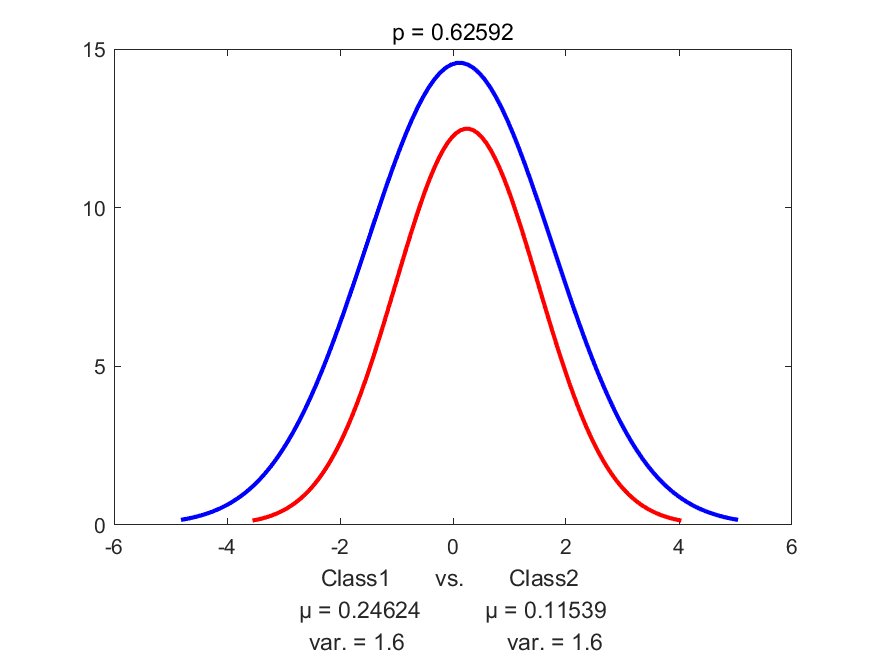 p = 0.62592
15
10
5
0
-6 -4 -2 0 2 4 6
Class1 vs. Class2
μ = 0.24624 μ = 0.11539
var. = 1.6 var. = 1.6